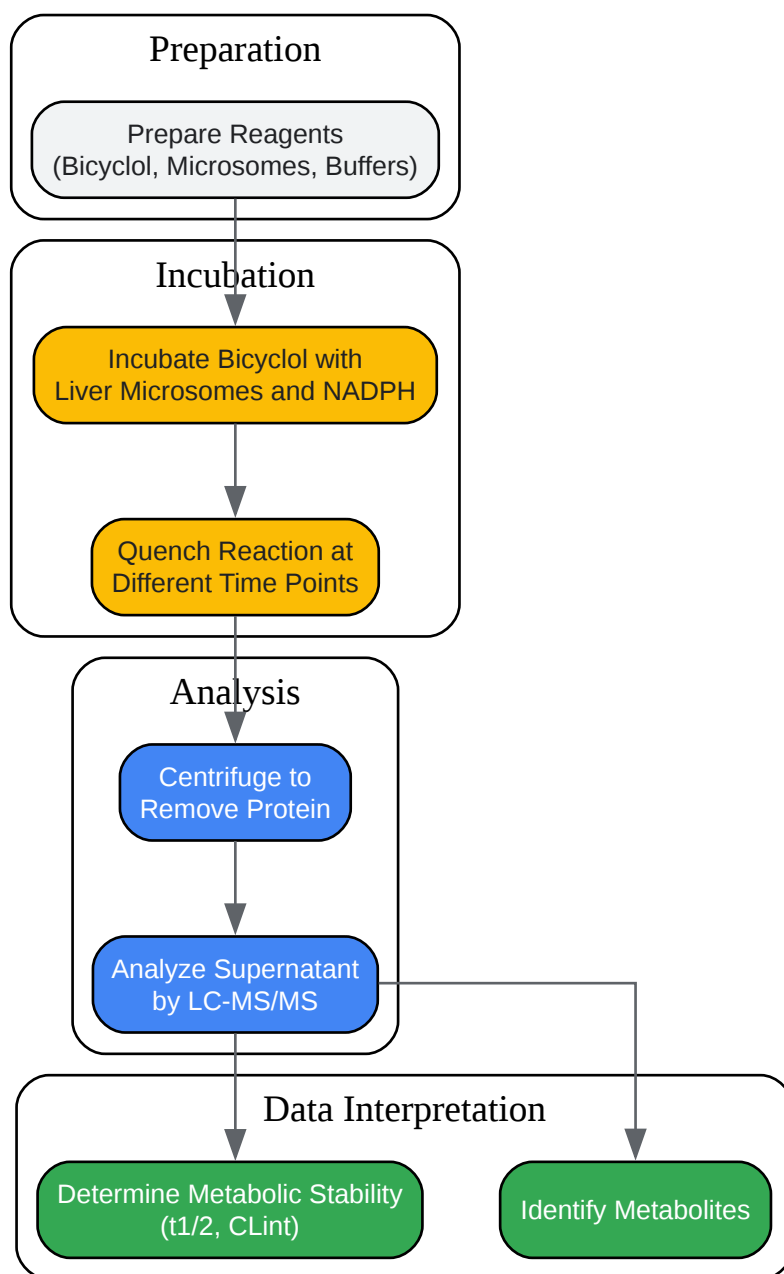 Preparation
Prepare Reagents
(Bicyclol, Microsomes, Buffers)
Incubation
Incubate Bicyclol with
Liver Microsomes and NADPH
Quench Reaction at
Different Time Points
Analysis
Centrifuge to
Remove Protein
Analyze Supernatant
by LC-MS/MS
Data Interpretation
Determine Metabolic Stability
(t1/2, CLint)
Identify Metabolites